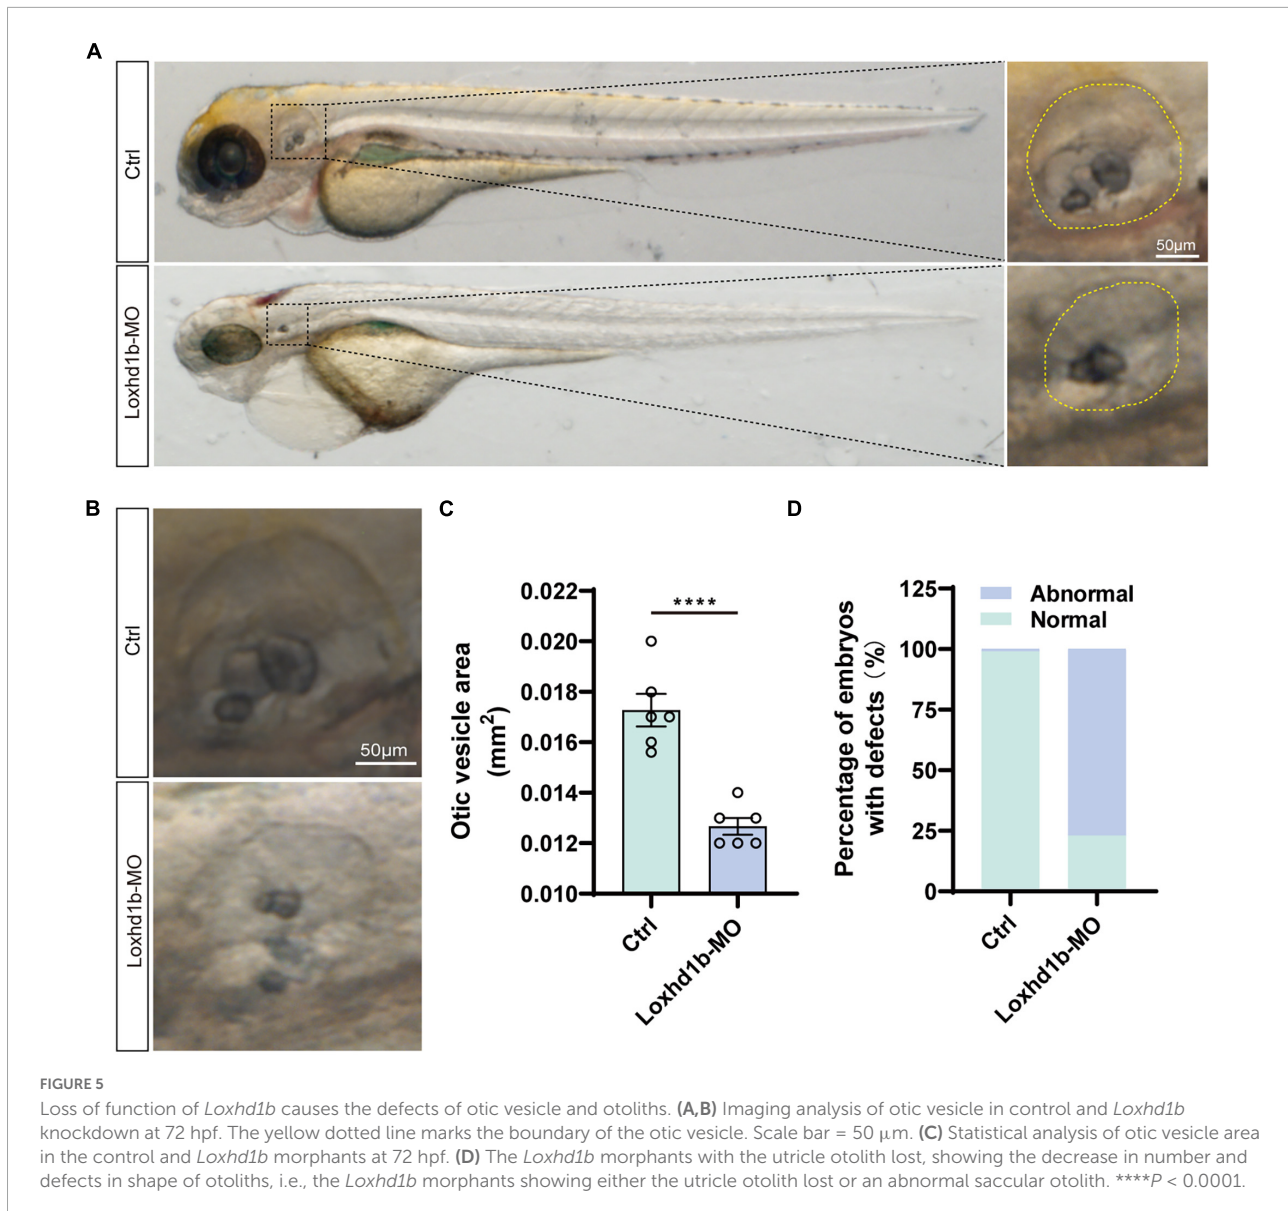 A
Ctrl
50μm
Loxhd1b-MO
B
Ctrl
50μm
Loxhd1b-MO
C
Otic vesicle area
(mm²)
0.022
0.020
0.018
0.016
0.014
0.012
0.010
****
Ctrl
Loxhd1b-MO
D
Percentage of embryos
with defects (%)
125
100
75
50
25
0
Abnormal
Normal
Ctrl
Loxhd1b-MO
FIGURE 5
Loss of function of Loxhd1b causes the defects of otic vesicle and otoliths. (A,B) Imaging analysis of otic vesicle in control and Loxhd1b
knockdown at 72 hpf. The yellow dotted line marks the boundary of the otic vesicle. Scale bar = 50 μm. (C) Statistical analysis of otic vesicle area
in the control and Loxhd1b morphants at 72 hpf. (D) The Loxhd1b morphants with the utricle otolith lost, showing the decrease in number and
defects in shape of otoliths, i.e., the Loxhd1b morphants showing either the utricle otolith lost or an abnormal saccular otolith. ****P < 0.0001.